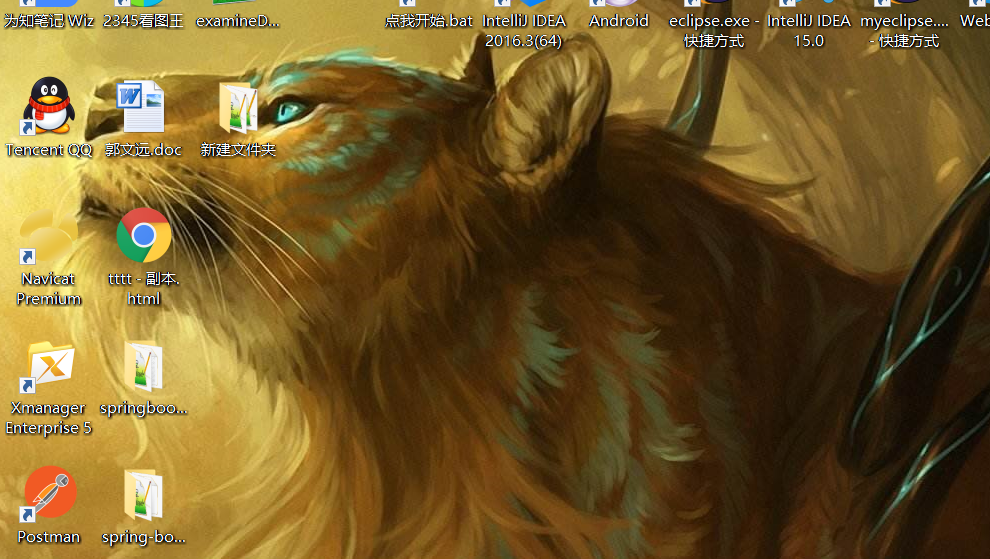 为知笔记 Wiz
2345看图王
examineD...
点我开始.bat
IntelliJ IDEA
2016.3(64)
Android
eclipse.exe -
快捷方式
IntelliJ IDEA
15.0
myeclipse....
- 快捷方式
Web
Tencent QQ
郭文远.doc
新建文件夹
Navicat
Premium
tttt - 副本.
html
Xmanager
Enterprise 5
springboo...
Postman
spring-bo...